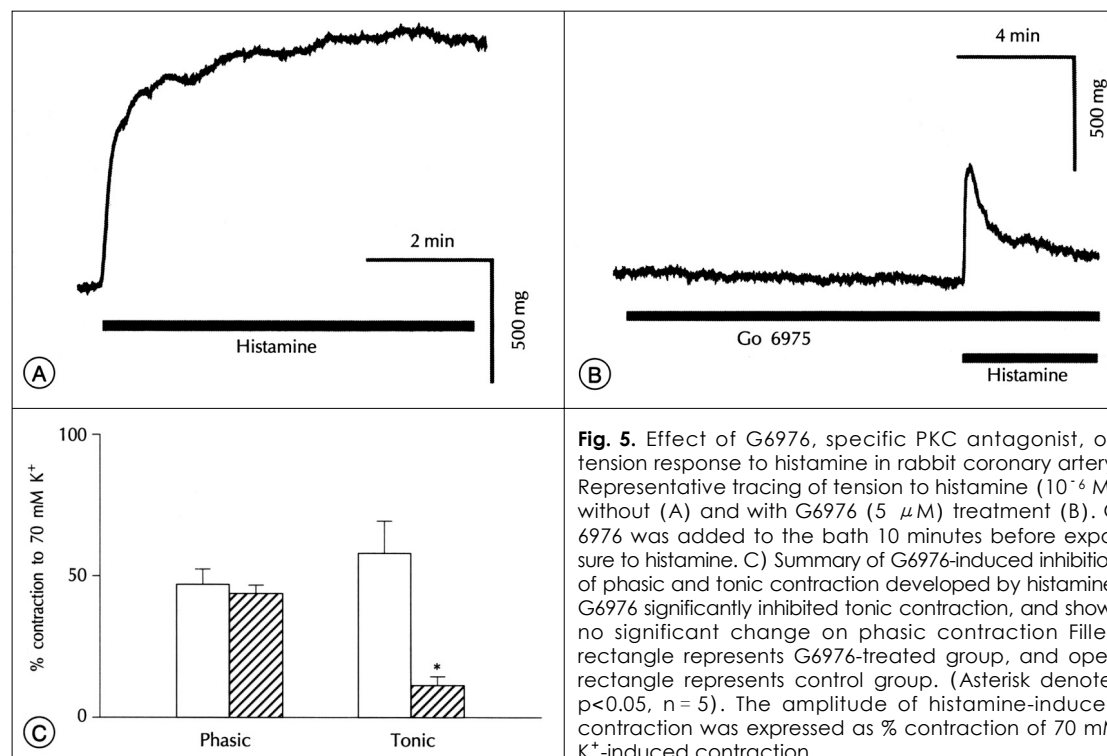 2 min
500 mg
Histamine
A
4 min
500 mg
Go 6975
Histamine
B
100
50
0
% contraction to 70 mM K⁺
Phasic
Tonic
*
C
Fig. 5. Effect of G6976, specific PKC antagonist, o
tension response to histamine in rabbit coronary artery
Representative tracing of tension to histamine (10⁻⁶ M
without (A) and with G6976 (5 μM) treatment (B). G
6976 was added to the bath 10 minutes before expo
sure to histamine. C) Summary of G6976-induced inhibition
of phasic and tonic contraction developed by histamine
G6976 significantly inhibited tonic contraction, and show
no significant change on phasic contraction Fille
rectangle represents G6976-treated group, and ope
rectangle represents control group. (Asterisk denote
p<0.05, n = 5). The amplitude of histamine-induce
contraction was expressed as % contraction of 70 mM
K⁺-induced contraction